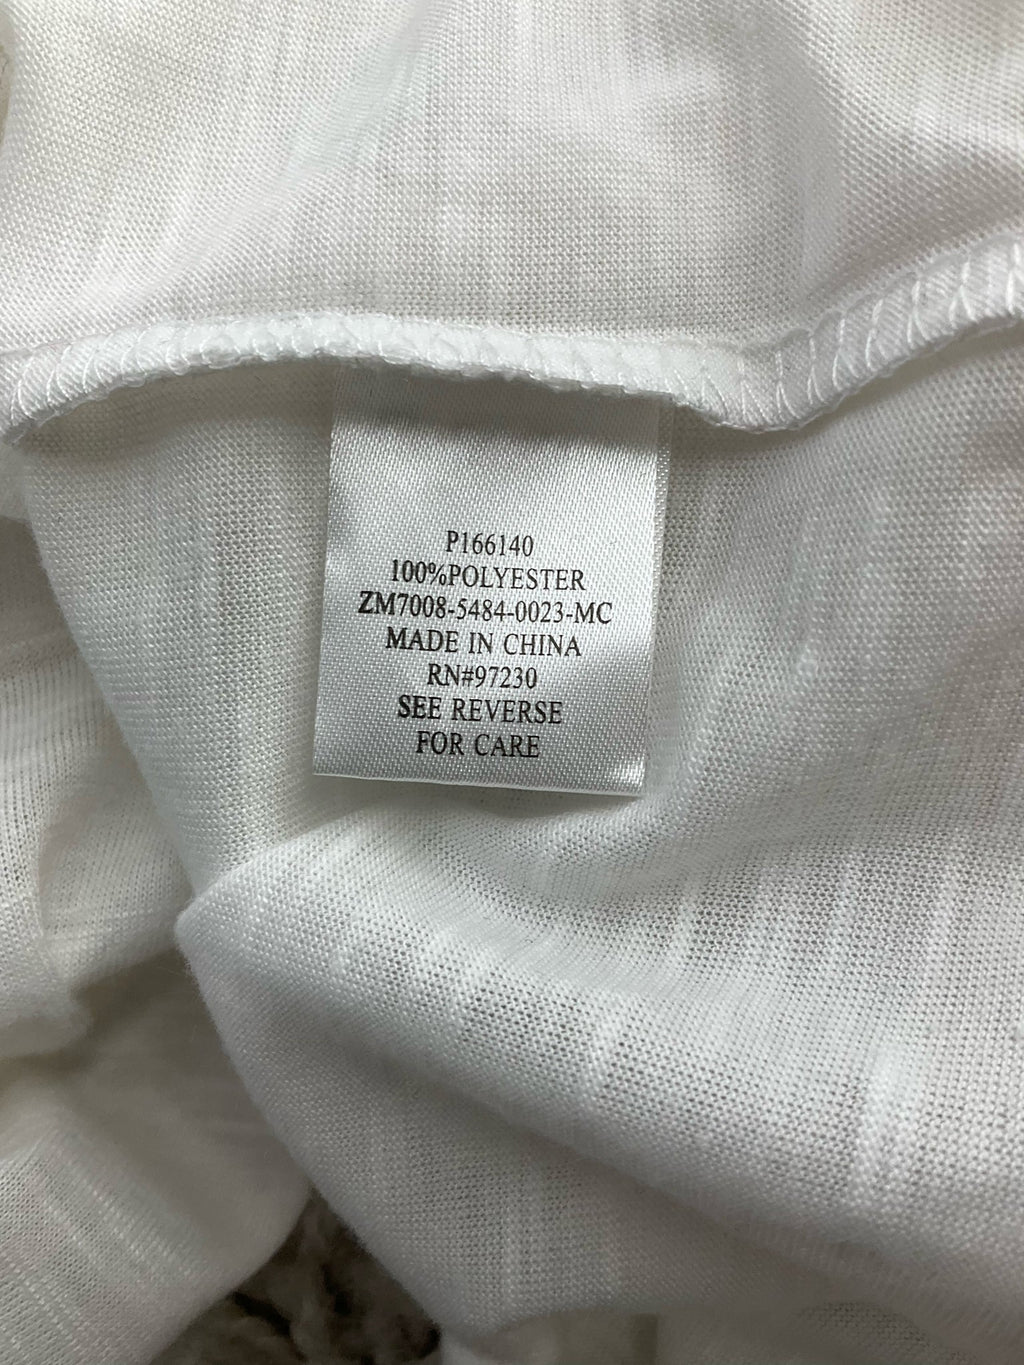 P166140
100%POLYESTER
ZM7008-5484-0023-MC
MADE IN CHINA
RN#97230
SEE REVERSE
FOR CARE